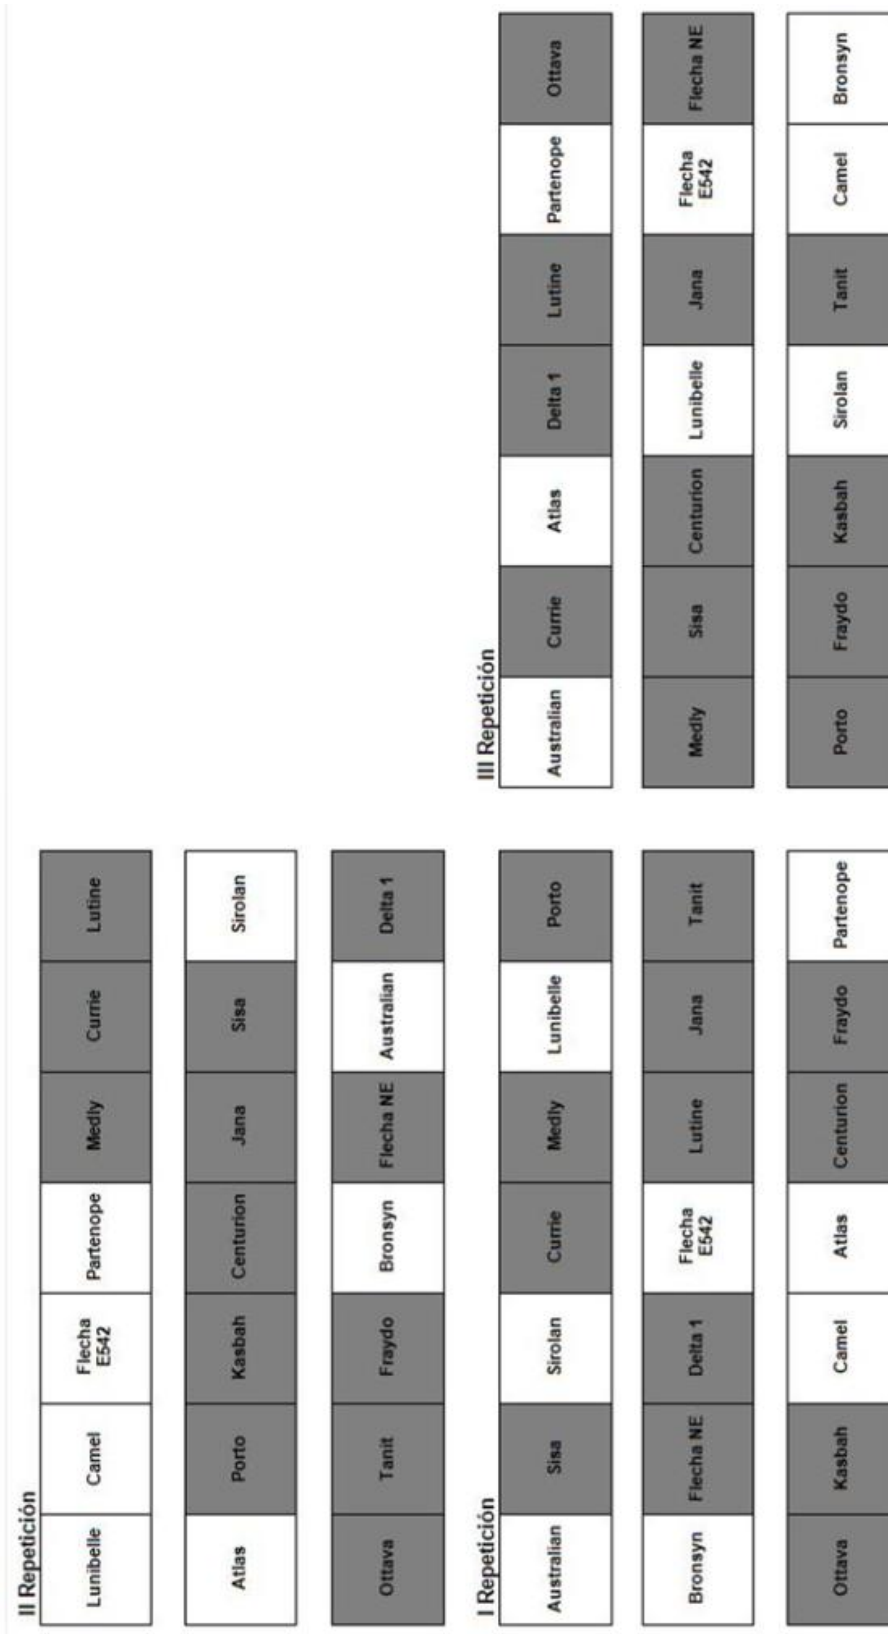 II Repetición
Lunibelle
Camel
Flecha
E542
Partenope
Medly
Currie
Lutine
Atlas
Porto
Kasbah
Centurion
Jana
Sisa
Sirolan
Ottava
Tanit
Fraydo
Bronsyn
Flecha NE
Australian
Delta 1
I Repetición
Australian
Sisa
Sirolan
Currie
Medly
Lunibelle
Porto
Bronsyn
Flecha NE
Delta 1
Flecha
E542
Lutine
Jana
Tanit
Ottava
Kasbah
Camel
Atlas
Centurion
Fraydo
Partenope
III Repetición
Australian
Currie
Atlas
Delta 1
Lutine
Partenope
Ottava
Medly
Sisa
Centurion
Lunibelle
Jana
Flecha
E542
Flecha NE
Porto
Fraydo
Kasbah
Sirolan
Tanit
Camel
Bronsyn